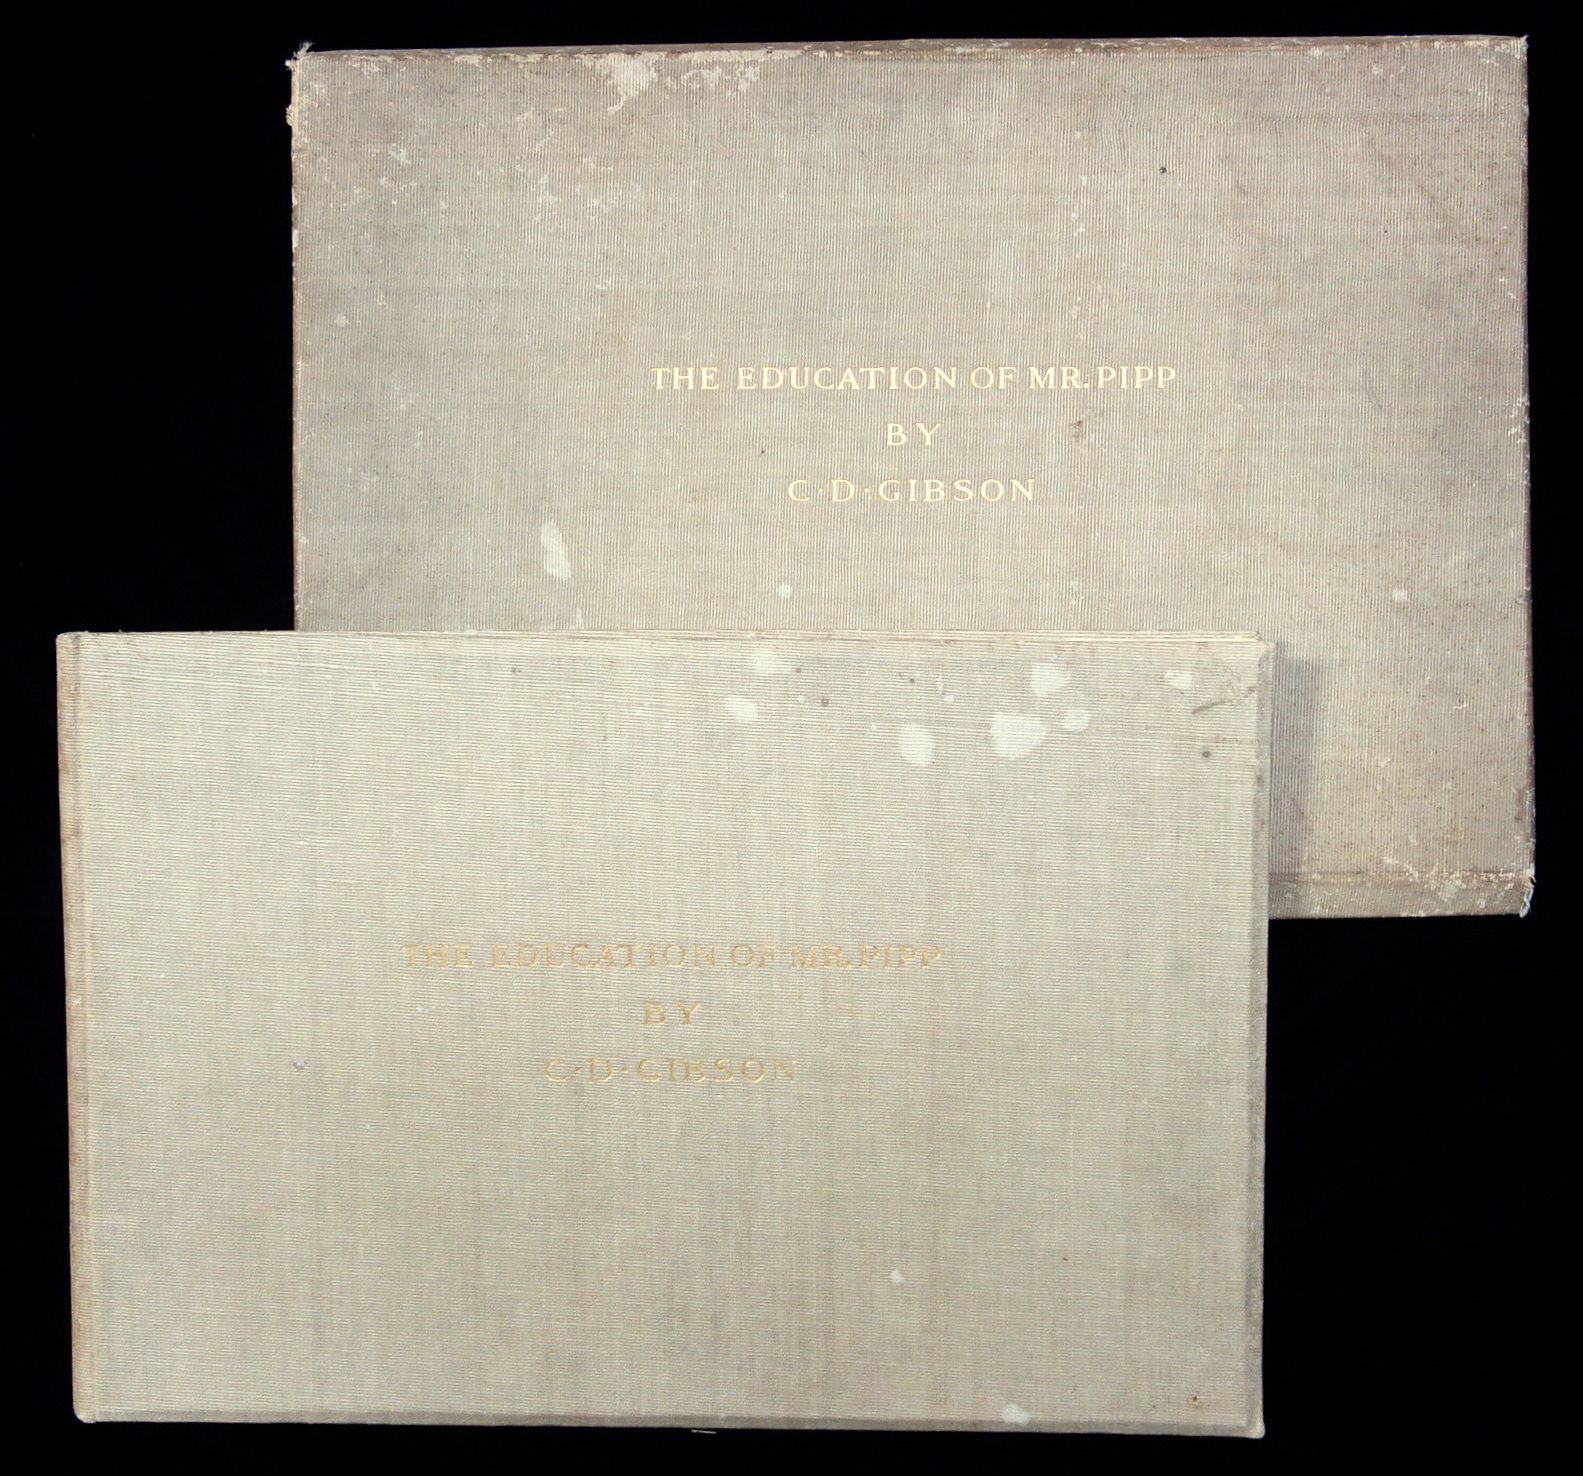 THE EDUCATION OF MR. PIPP
BY
C·D·GIBSON
THE EDUCATION OF MR. PIPP
BY
C·D·GIBSON